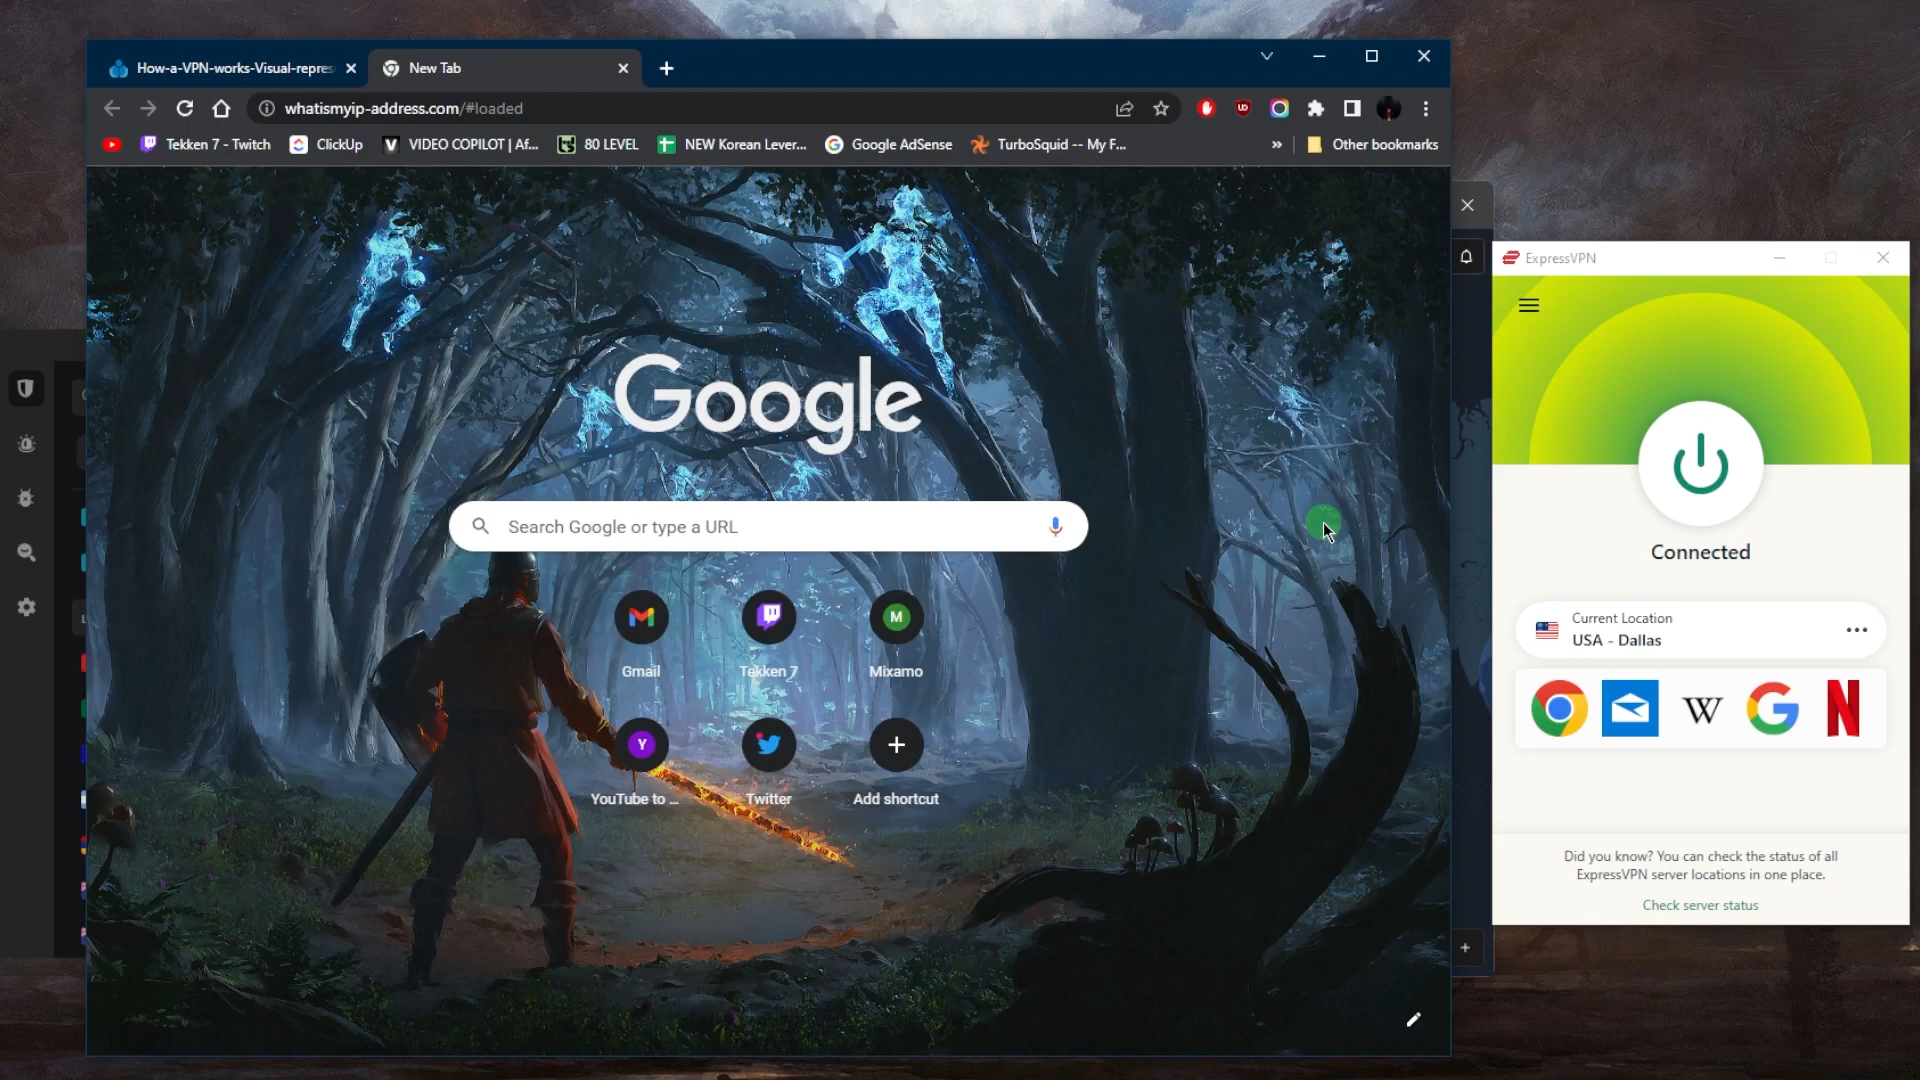 How-a-VPN-works-Visual-repres
New Tab
whatismyip-address.com/#loaded
Tekken 7 - Twitch
ClickUp
VIDEO COPILOT | Af...
80 LEVEL
NEW Korean Lever...
Google AdSense
TurboSquid -- My F...
»
Other bookmarks
Google
Search Google or type a URL
Gmail
Tekken 7
M
Mixamo
Y
YouTube to ...
Twitter
Add shortcut
ExpressVPN
Connected
Current Location
USA - Dallas
W
Did you know? You can check the status of all
ExpressVPN server locations in one place.
Check server status